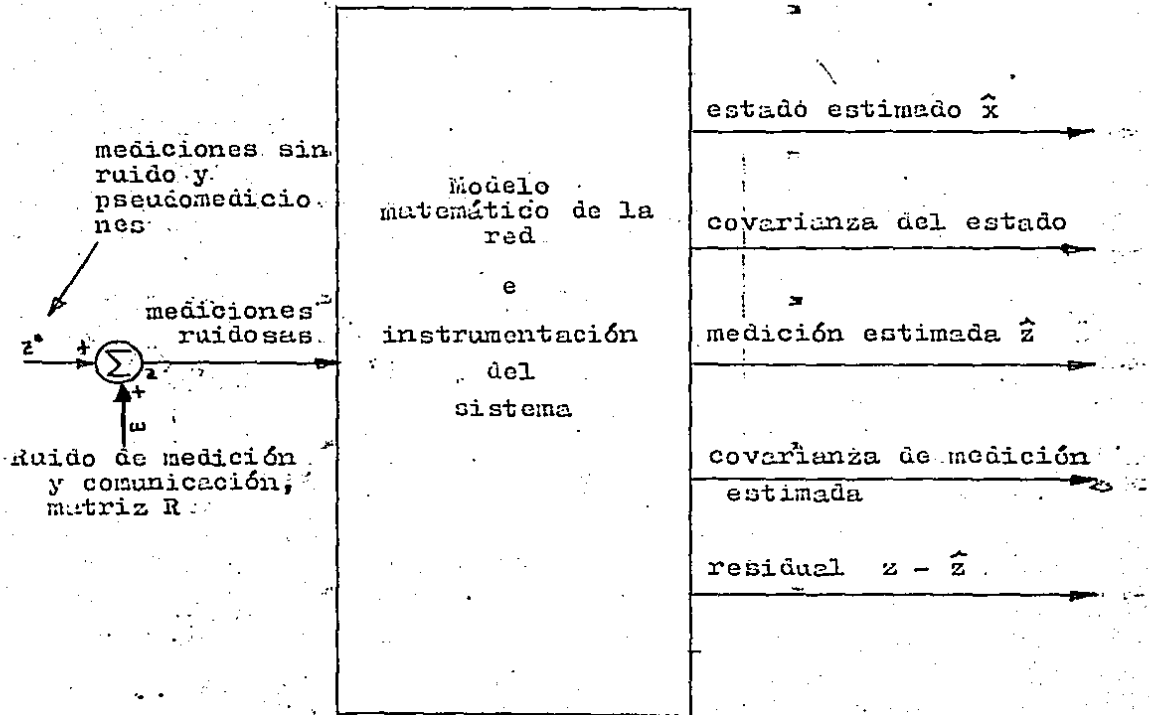 mediciones sin
ruido y
pseudomedicio
nes
mediciones
ruidosas
z*
+
Σ
z
+
ω
Ruido de medición
y comunicación,
matriz R
Modelo
matemático de la
red
e
instrumentación
del
sistema
estado estimado x̂
covarianza del estado
medición estimada ẑ
covarianza de medición
estimada
residual z - ẑ